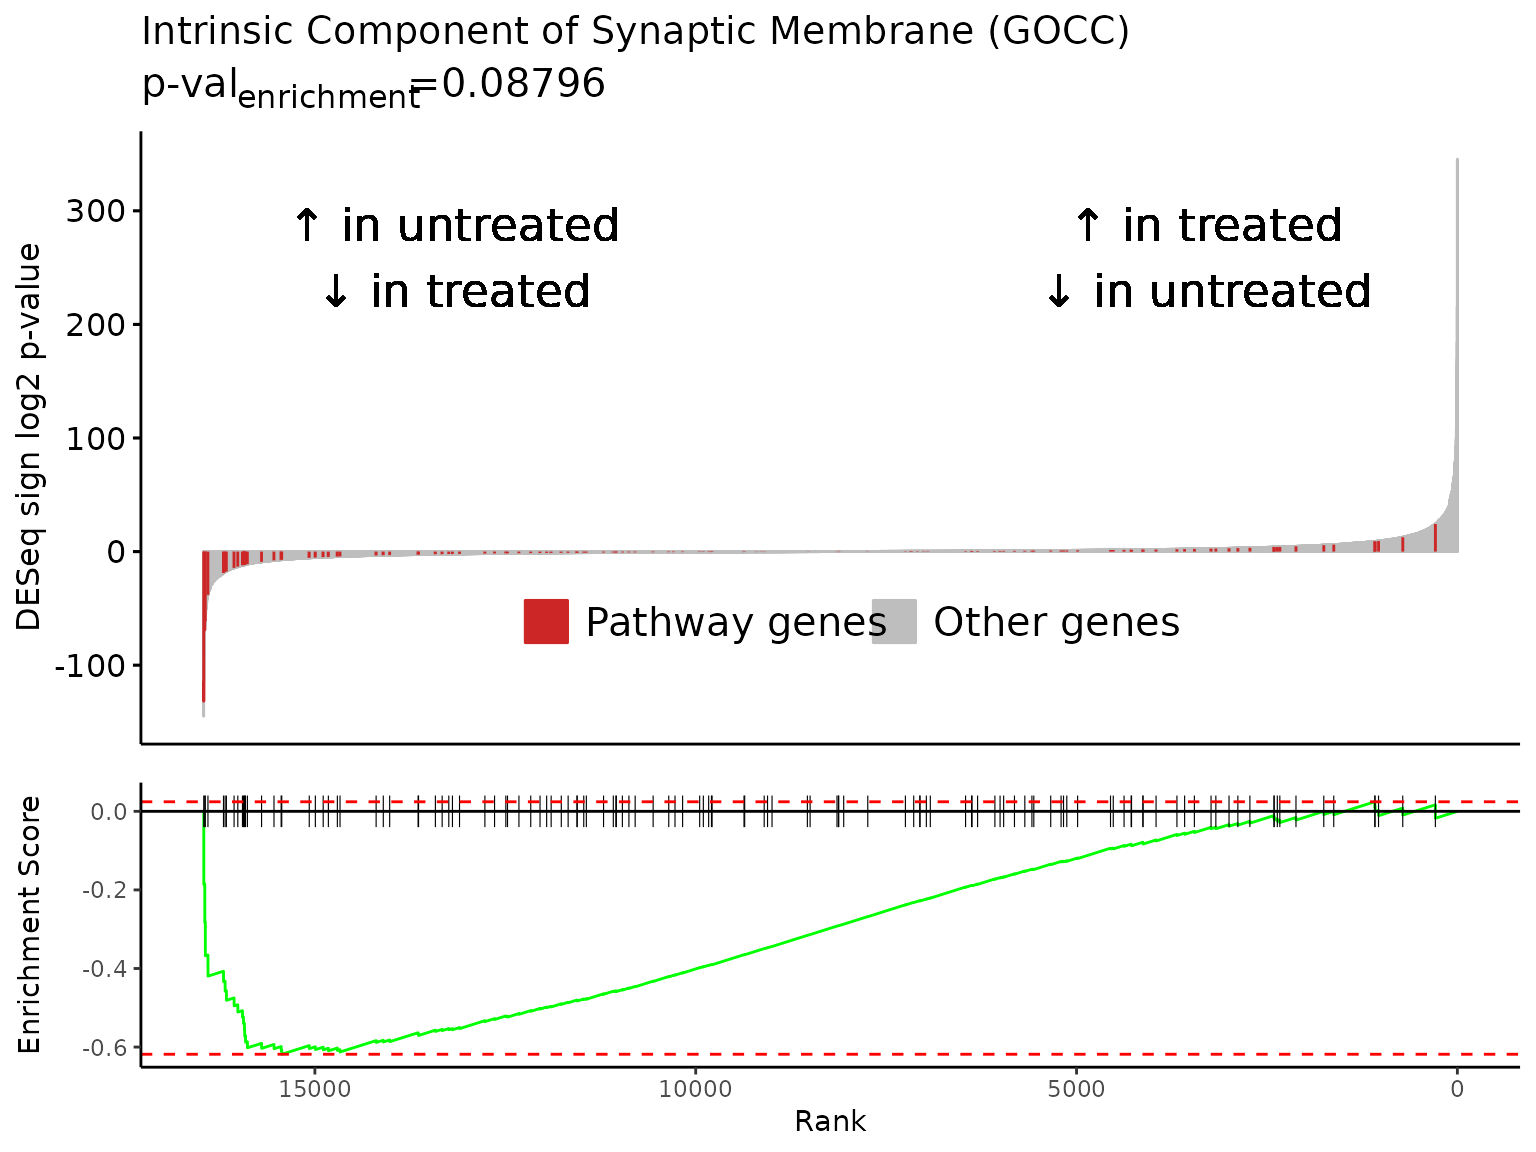 Intrinsic Component of Synaptic Membrane (GOCC)
p-val_enrichment=0.08796
DESeq sign log2 p-value
300
200
100
0
-100
↑ in untreated
↓ in treated
↑ in treated
↓ in untreated
Pathway genes
Other genes
Enrichment Score
0.0
-0.2
-0.4
-0.6
15000
10000
5000
0
Rank